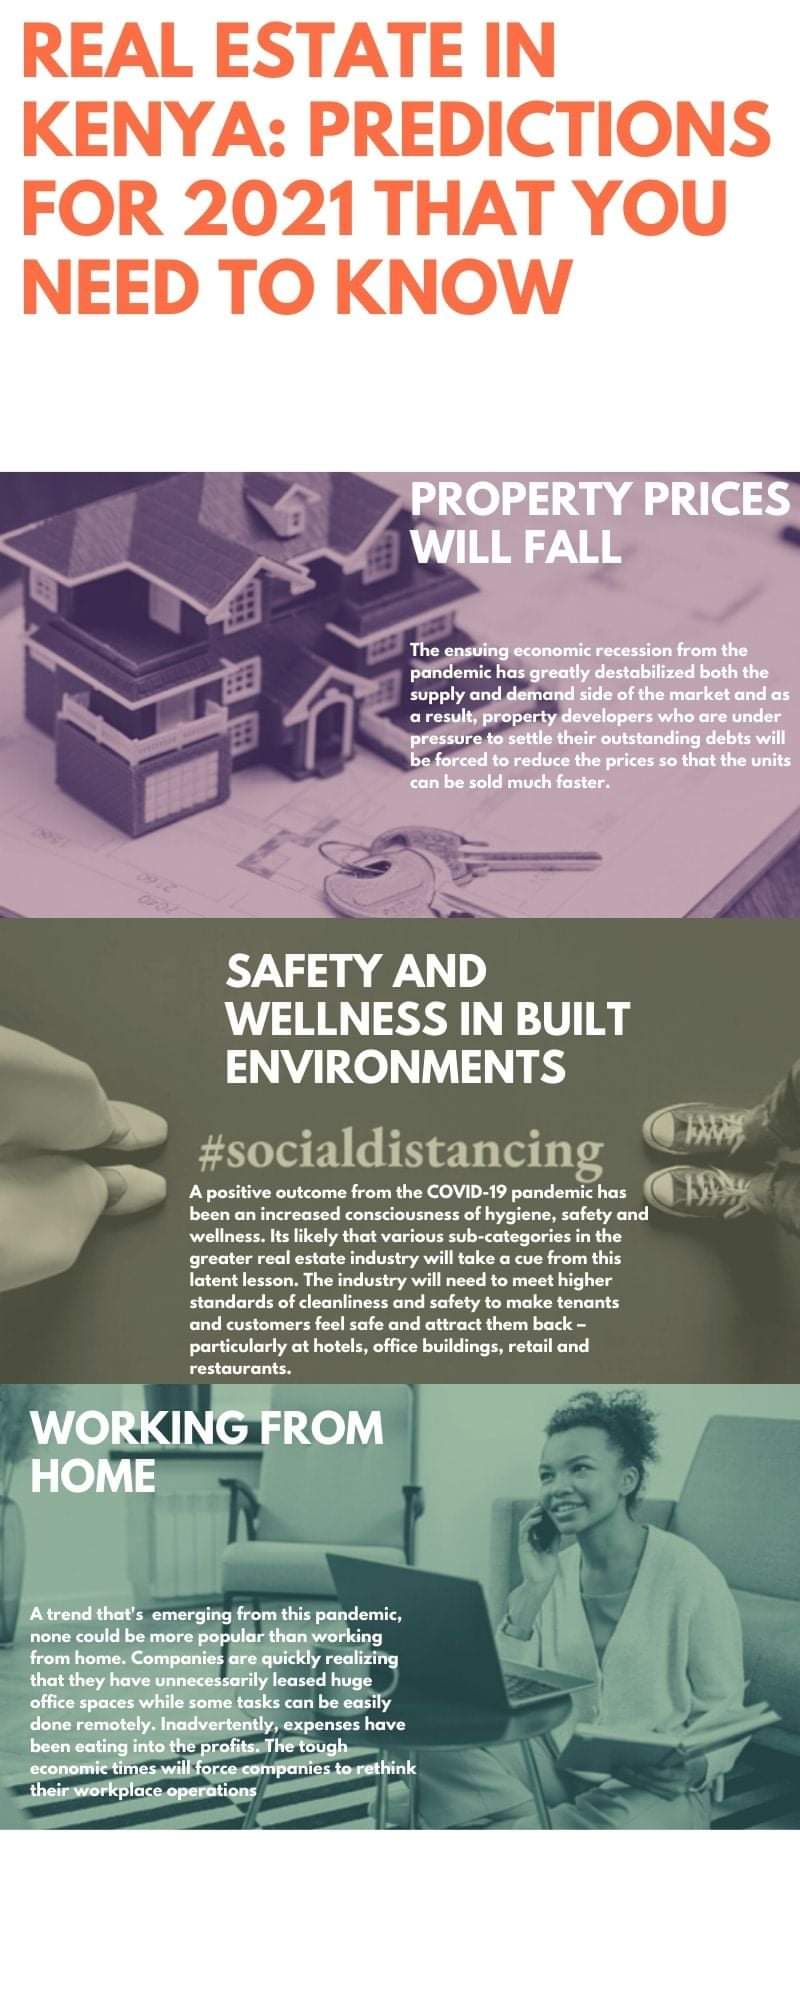 REAL ESTATE IN
KENYA: PREDICTIONS
FOR 2021 THAT YOU
NEED TO KNOW
PROPERTY PRICES
WILL FALL
The ensuing economic recession from the
pandemic has greatly destabilized both the
supply and demand side of the market and as
a result, property developers who are under
pressure to settle their outstanding debts will
be forced to reduce the prices so that the units
can be sold much faster.
SAFETY AND
WELLNESS IN BUILT
ENVIRONMENTS
#socialdistancing
A positive outcome from the COVID-19 pandemic has
been an increased consciousness of hygiene, safety and
wellness. Its likely that various sub-categories in the
greater real estate industry will take a cue from this
latent lesson. The industry will need to meet higher
standards of cleanliness and safety to make tenants
and customers feel safe and attract them back –
particularly at hotels, office buildings, retail and
restaurants.
WORKING FROM
HOME
A trend that's  emerging from this pandemic,
none could be more popular than working
from home. Companies are quickly realizing
that they have unnecessarily leased huge
office spaces while some tasks can be easily
done remotely. Inadvertently, expenses have
been eating into the profits. The tough
economic times will force companies to rethink
their workplace operations